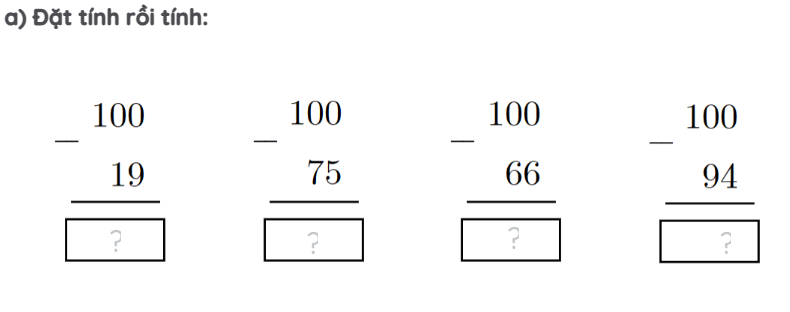 a) Đặt tính rồi tính:
100 100 100 100
— — — —
19 75 66 94
? ? ? ?